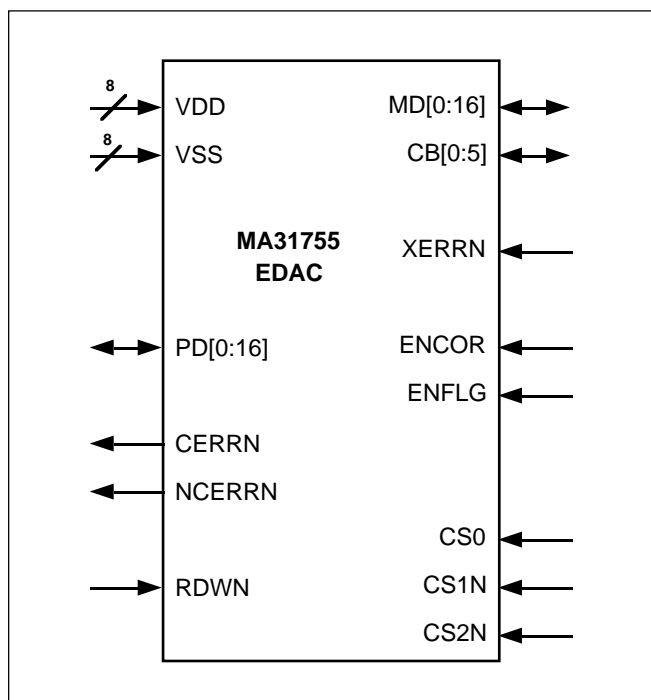 8
VDD
8
VSS
MD[0:16]
CB[0:5]
MA31755
EDAC
XERRN
PD[0:16]
ENCOR
ENFLG
CERRN
NCERRN
CS0
RDWN
CS1N
CS2N